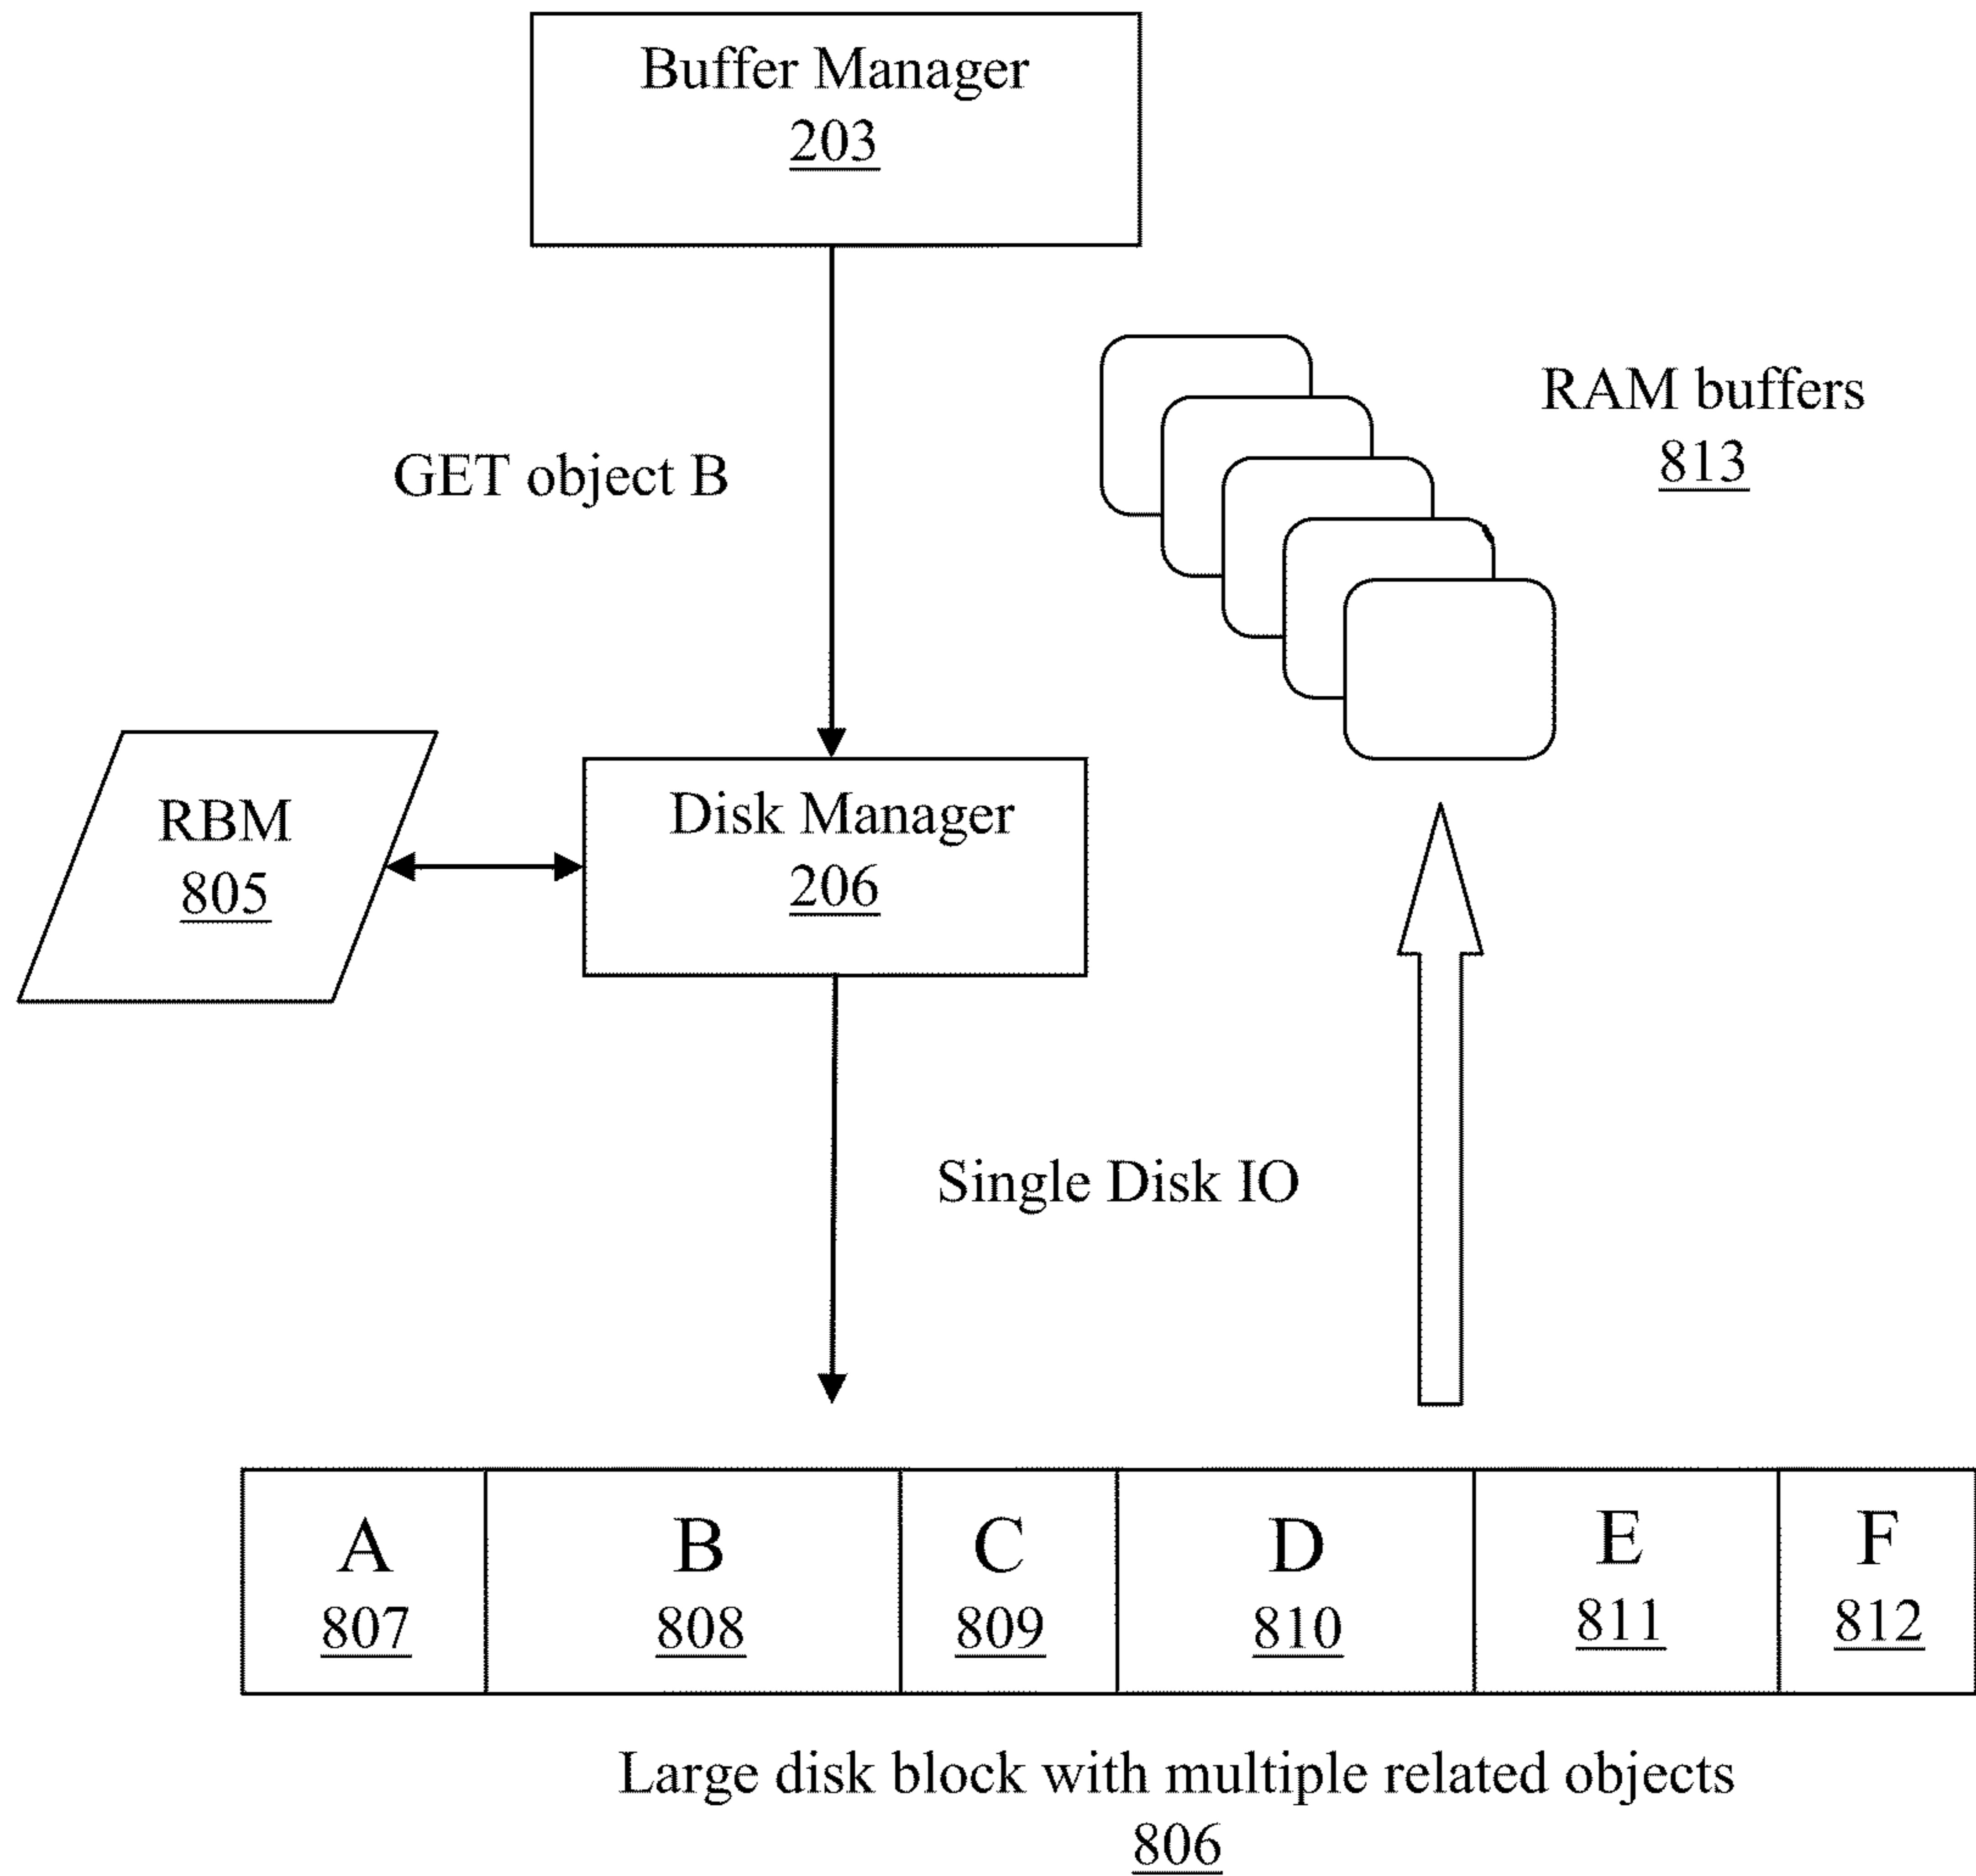 Buffer Manager
203
RAM buffers
813
GET object B
RBM
805
Disk Manager
206
Single Disk IO
A
807
B
808
C
809
D
810
E
811
F
812
Large disk block with multiple related objects
806